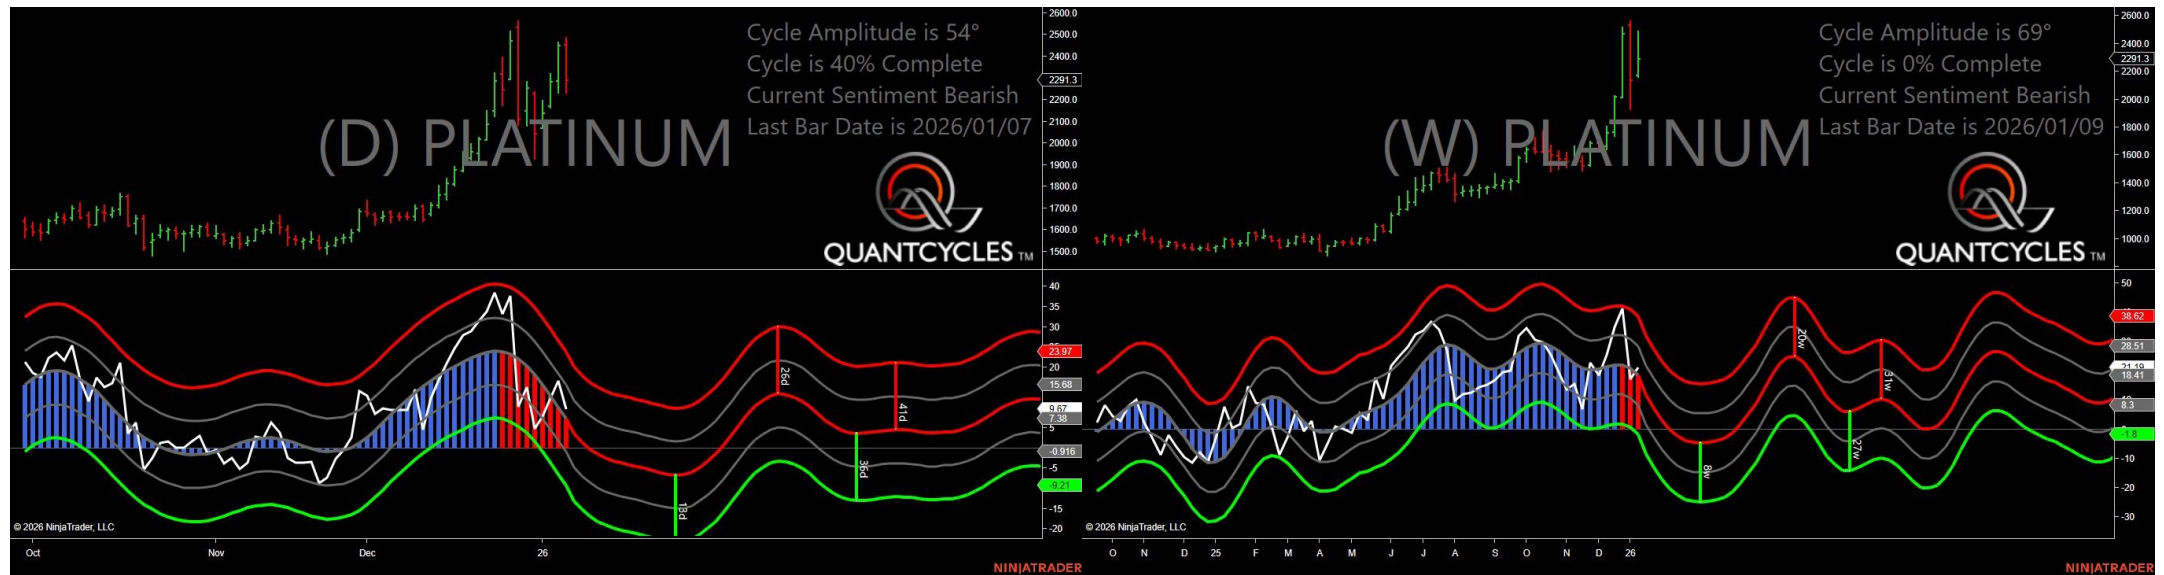 (D) PLATINUM
Cycle Amplitude is 54°
Cycle is 40% Complete
Current Sentiment Bearish
Last Bar Date is 2026/01/07
QUANTCYCLES TM
2600.0
2500.0
2400.0
2291.3
2200.0
2100.0
2000.0
1900.0
1800.0
1700.0
1600.0
1500.0
40
35
30
23.97
20
15.68
9.67
7.38
5
-0.916
-5
-9.21
-15
-20
26d
41d
36d
13d
© 2026 NinjaTrader, LLC
Oct
Nov
Dec
26
NINJATRADER
(W) PLATINUM
Cycle Amplitude is 69°
Cycle is 0% Complete
Current Sentiment Bearish
Last Bar Date is 2026/01/09
QUANTCYCLES TM
2600.0
2400.0
2291.3
2200.0
2000.0
1800.0
1600.0
1400.0
1200.0
1000.0
50
38.62
28.51
21.19
18.41
8.3
-1.8
-10
-20
-30
20w
31w
27w
8w
© 2026 NinjaTrader, LLC
O N D 25 F M A M J J A S O N D 26
NINJATRADER